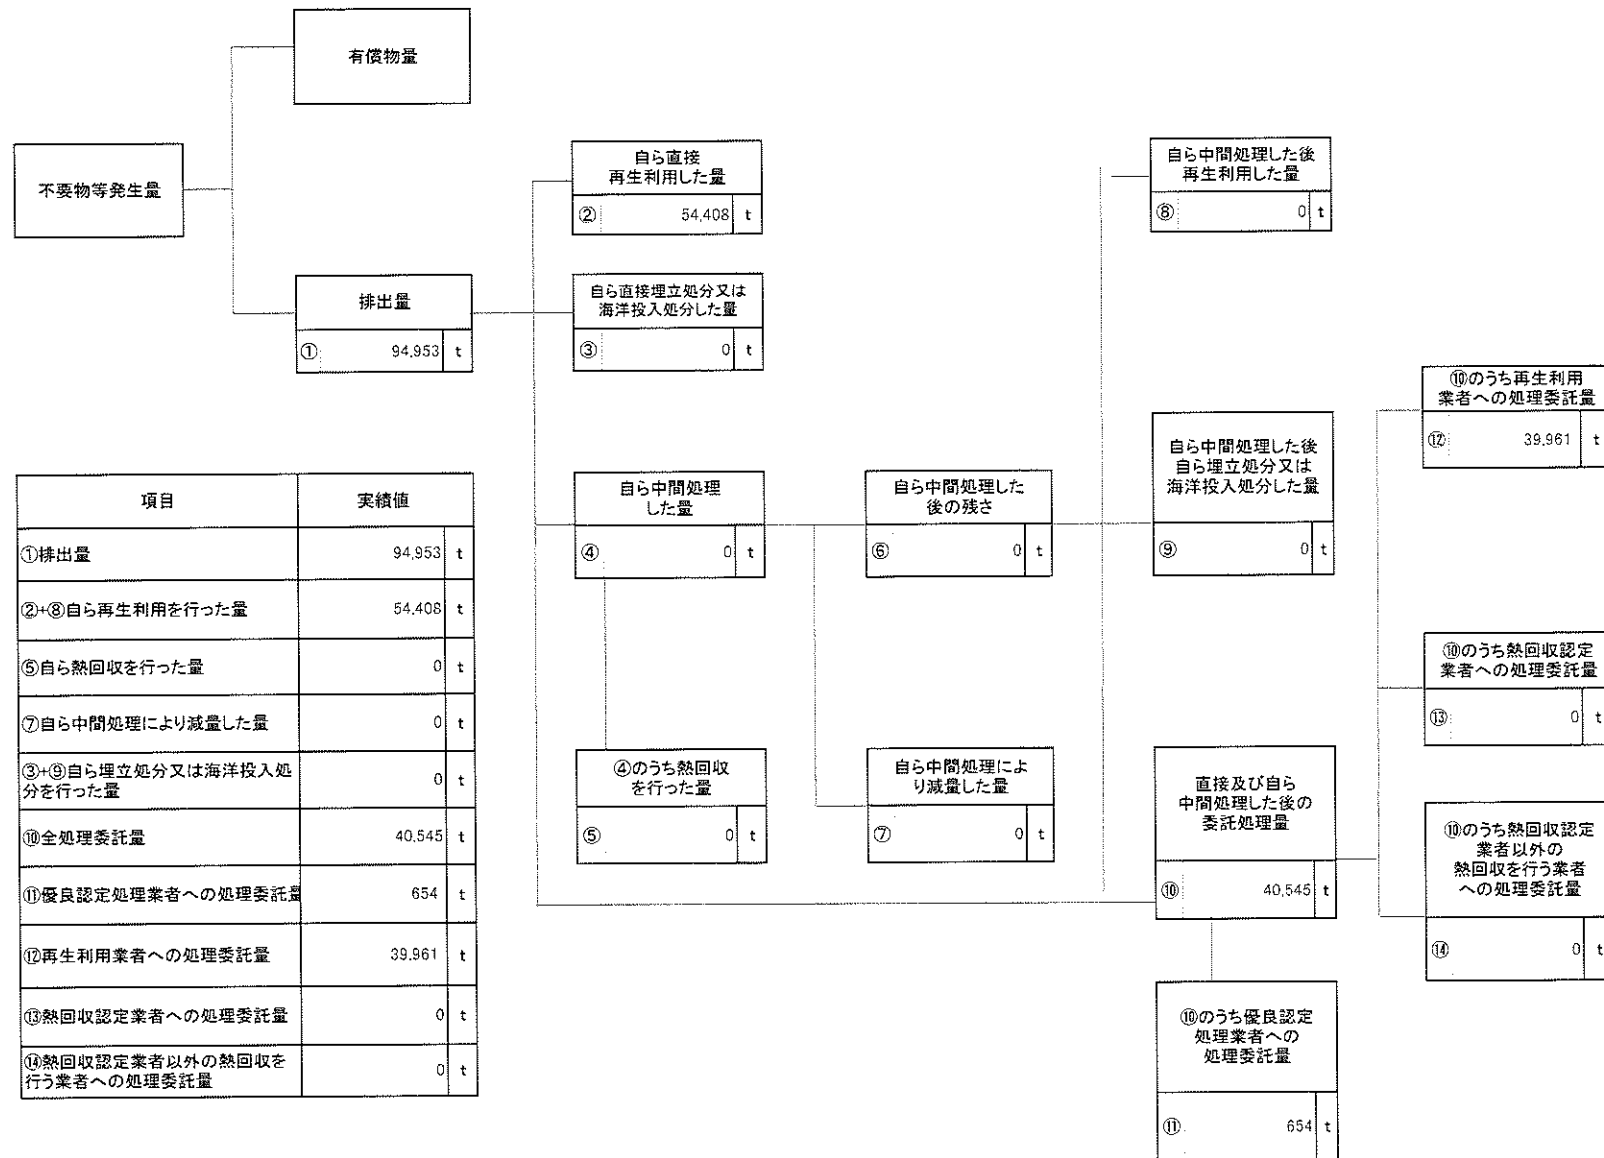 有償物量
不要物等発生量
排出量
① 94,953 t
自ら直接
再生利用した量
② 54,408 t
自ら直接埋立処分又は
海洋投入処分した量
③ 0 t
自ら中間処理
した量
④ 0 t
④のうち熱回収
を行った量
⑤ 0 t
自ら中間処理した
後の残さ
⑥ 0 t
自ら中間処理によ
り減量した量
⑦ 0 t
自ら中間処理した後
再生利用した量
⑧ 0 t
自ら中間処理した後
自ら埋立処分又は
海洋投入処分した量
⑨ 0 t
直接及び自ら
中間処理した後の
委託処理量
⑩ 40,545 t
⑩のうち優良認定
処理業者への
処理委託量
⑪ 654 t
⑩のうち再生利用
業者への処理委託量
⑫ 39,961 t
⑩のうち熱回収認定
業者への処理委託量
⑬ 0 t
⑩のうち熱回収認定
業者以外の
熱回収を行う業者
への処理委託量
⑭ 0 t
項目 実績値
①排出量 94,953 t
②+⑧自ら再生利用を行った量 54,408 t
⑤自ら熱回収を行った量 0 t
⑦自ら中間処理により減量した量 0 t
③+⑨自ら埋立処分又は海洋投入処
分を行った量 0 t
⑩全処理委託量 40,545 t
⑪優良認定処理業者への処理委託量 654 t
⑫再生利用業者への処理委託量 39,961 t
⑬熱回収認定業者への処理委託量 0 t
⑭熱回収認定業者以外の熱回収を
行う業者への処理委託量 0 t